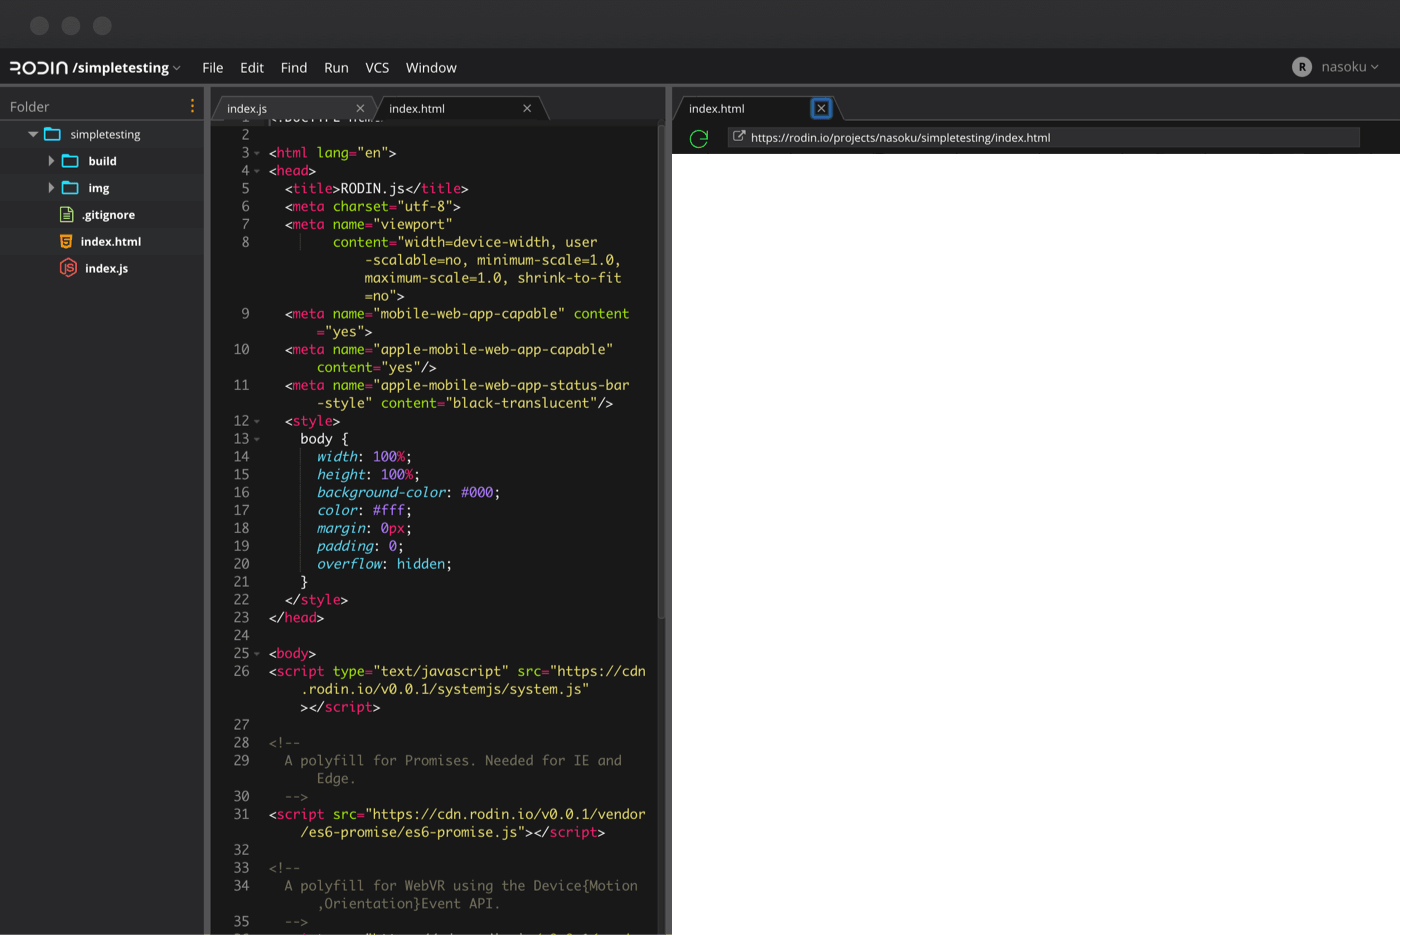 RODIN /simpletesting File Edit Find Run VCS Window R nasoku
Folder
simpletesting
build
img
.gitignore
index.html
index.js
index.js index.html
1 <!DOCTYPE html>
2
3 <html lang="en">
4 <head>
5 <title>RODIN.js</title>
6 <meta charset="utf-8">
7 <meta name="viewport"
8 content="width=device-width, user
-scalable=no, minimum-scale=1.0,
maximum-scale=1.0, shrink-to-fit
=no">
9 <meta name="mobile-web-app-capable" content
="yes">
10 <meta name="apple-mobile-web-app-capable"
content="yes"/>
11 <meta name="apple-mobile-web-app-status-bar
-style" content="black-translucent"/>
12 <style>
13 body {
14 width: 100%;
15 height: 100%;
16 background-color: #000;
17 color: #fff;
18 margin: 0px;
19 padding: 0;
20 overflow: hidden;
21 }
22 </style>
23 </head>
24
25 <body>
26 <script type="text/javascript" src="https://cdn
.rodin.io/v0.0.1/systemjs/system.js"
></script>
27
28 <!--
29 A polyfill for Promises. Needed for IE and
Edge.
30 -->
31 <script src="https://cdn.rodin.io/v0.0.1/vendor
/es6-promise/es6-promise.js"></script>
32
33 <!--
34 A polyfill for WebVR using the Device{Motion
,Orientation}Event API.
35 -->
index.html
https://rodin.io/projects/nasoku/simpletesting/index.html